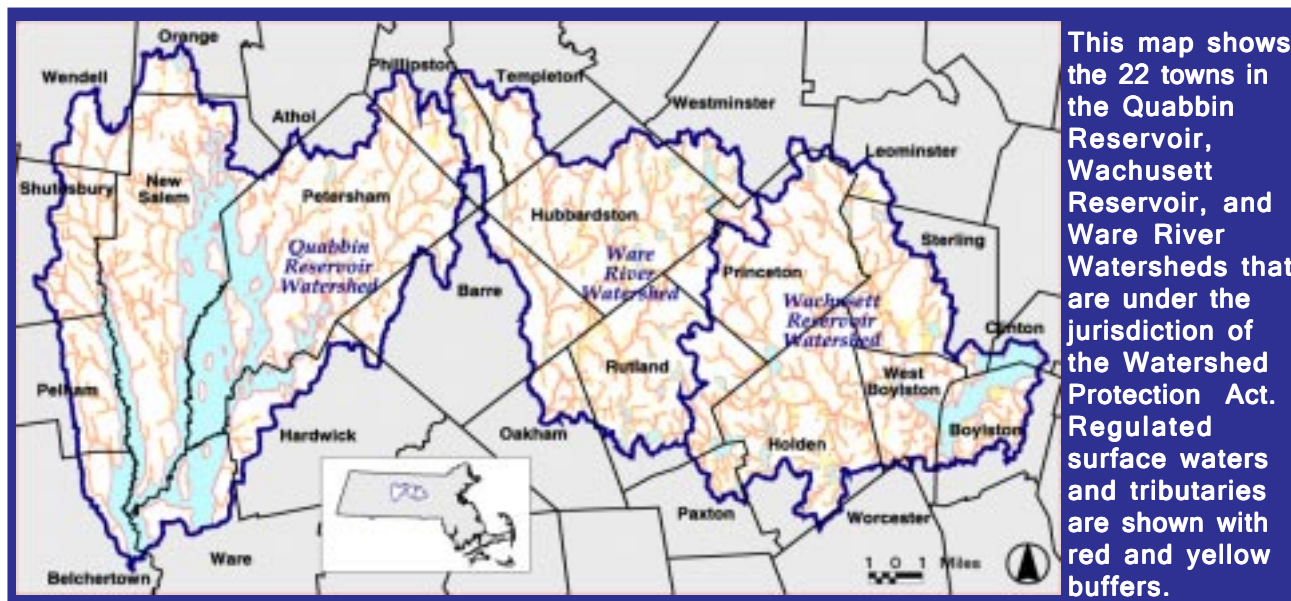 Orange
Wendell
Phillipston
Templeton
Athol
Westminster
Leominster
Shutesbury
New
Salem
Petersham
Hubbardston
Sterling
Quabbin
Reservoir
Watershed
Ware
River
Watershed
Princeton
Barre
Wachusett
Reservoir
Watershed
Clinton
Pelham
Rutland
West
Boylston
Hardwick
Oakham
Holden
Boylston
Paxton
Worcester
Ware
Belchertown
1 0 1 Miles
This map shows
the 22 towns in
the Quabbin
Reservoir,
Wachusett
Reservoir, and
Ware River
Watersheds that
are under the
jurisdiction of
the Watershed
Protection Act.
Regulated
surface waters
and tributaries
are shown with
red and yellow
buffers.